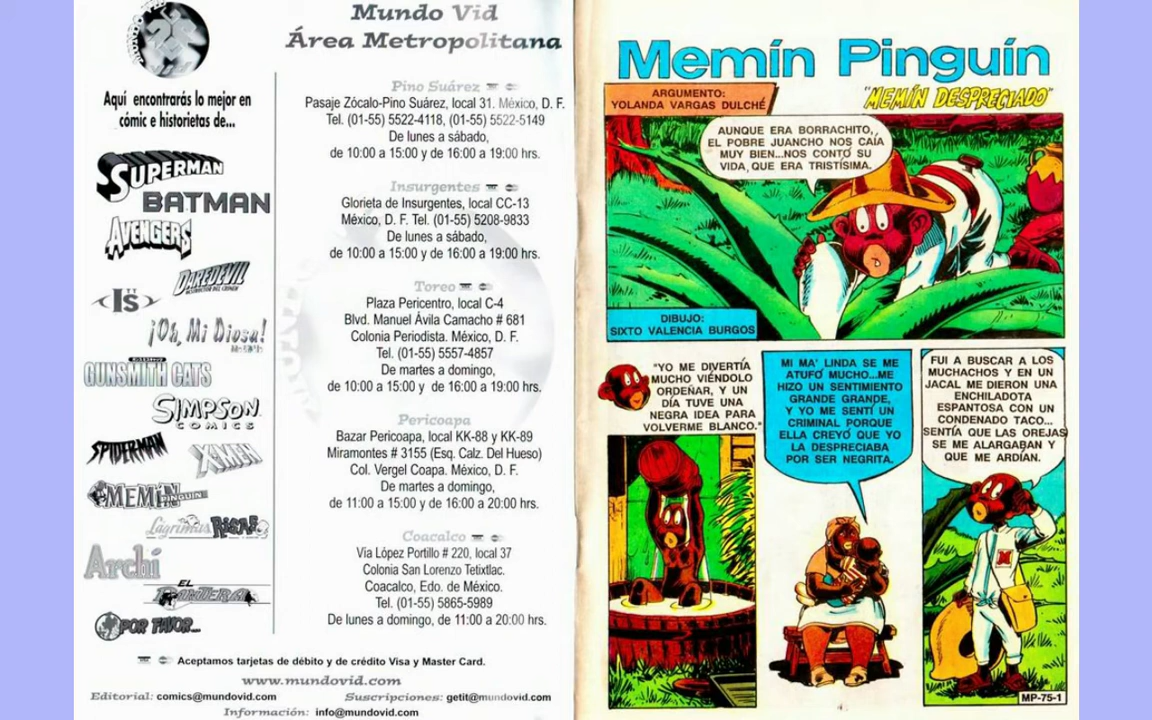 MUNDO VID
Aquí encontrarás lo mejor en
cómic e historietas de...
SUPERMAN
BATMAN
AVENGERS
DAREDEVIL
I"s
¡Oh, Mi Diosa!
GUNSMITH CATS
SIMPSON
COMICS
SPIDERMAN
X-MEN
MEMÍN PINGUIN
Lágrimas RISAS
Archi
EL PANTERA
POR FAVOR...
Mundo Vid
Área Metropolitana
Pino Suárez
Pasaje Zócalo-Pino Suárez, local 31. México, D. F.
Tel. (01-55) 5522-4118, (01-55) 5522-5149
De lunes a sábado,
de 10:00 a 15:00 y de 16:00 a 19:00 hrs.
Insurgentes
Glorieta de Insurgentes, local CC-13
México, D. F. Tel. (01-55) 5208-9833
De lunes a sábado,
de 10:00 a 15:00 y de 16:00 a 19:00 hrs.
Toreo
Plaza Pericentro, local C-4
Blvd. Manuel Ávila Camacho # 681
Colonia Periodista. México, D. F.
Tel. (01-55) 5557-4857
De martes a domingo,
de 10:00 a 15:00 y de 16:00 a 19:00 hrs.
Pericoapa
Bazar Pericoapa, local KK-88 y KK-89
Miramontes # 3155 (Esq. Calz. Del Hueso)
Col. Vergel Coapa. México, D. F.
De martes a domingo,
de 11:00 a 15:00 y de 16:00 a 20:00 hrs.
Coacalco
Vía López Portillo # 220, local 37
Colonia San Lorenzo Tetixtlac.
Coacalco, Edo. de México.
Tel. (01-55) 5865-5989
De lunes a domingo, de 11:00 a 20:00 hrs.
Aceptamos tarjetas de débito y de crédito Visa y Master Card.
www.mundovid.com
Editorial: comics@mundovid.com
Suscripciones: getit@mundovid.com
Información: info@mundovid.com
Memín Pinguín
ARGUMENTO:
YOLANDA VARGAS DULCHÉ
"MEMÍN DESPRECIADO"
AUNQUE ERA BORRACHITO,
EL POBRE JUANCHO NOS CAÍA
MUY BIEN...NOS CONTÓ SU
VIDA, QUE ERA TRISTÍSIMA.
DIBUJO:
SIXTO VALENCIA BURGOS
"YO ME DIVERTÍA
MUCHO VIÉNDOLO
ORDEÑAR, Y UN
DÍA TUVE UNA
NEGRA IDEA PARA
VOLVERME BLANCO."
MI MA' LINDA SE ME
ATUFÓ MUCHO...ME
HIZO UN SENTIMIENTO
GRANDE GRANDE,
Y YO ME SENTÍ UN
CRIMINAL PORQUE
ELLA CREYÓ QUE YO
LA DESPRECIABA
POR SER NEGRITA.
FUI A BUSCAR A LOS
MUCHACHOS Y EN UN
JACAL ME DIERON UNA
ENCHILADOTA
ESPANTOSA CON UN
CONDENADO TACO...
SENTÍA QUE LAS OREJAS
SE ME ALARGABAN Y
QUE ME ARDÍAN.
MP-75-1